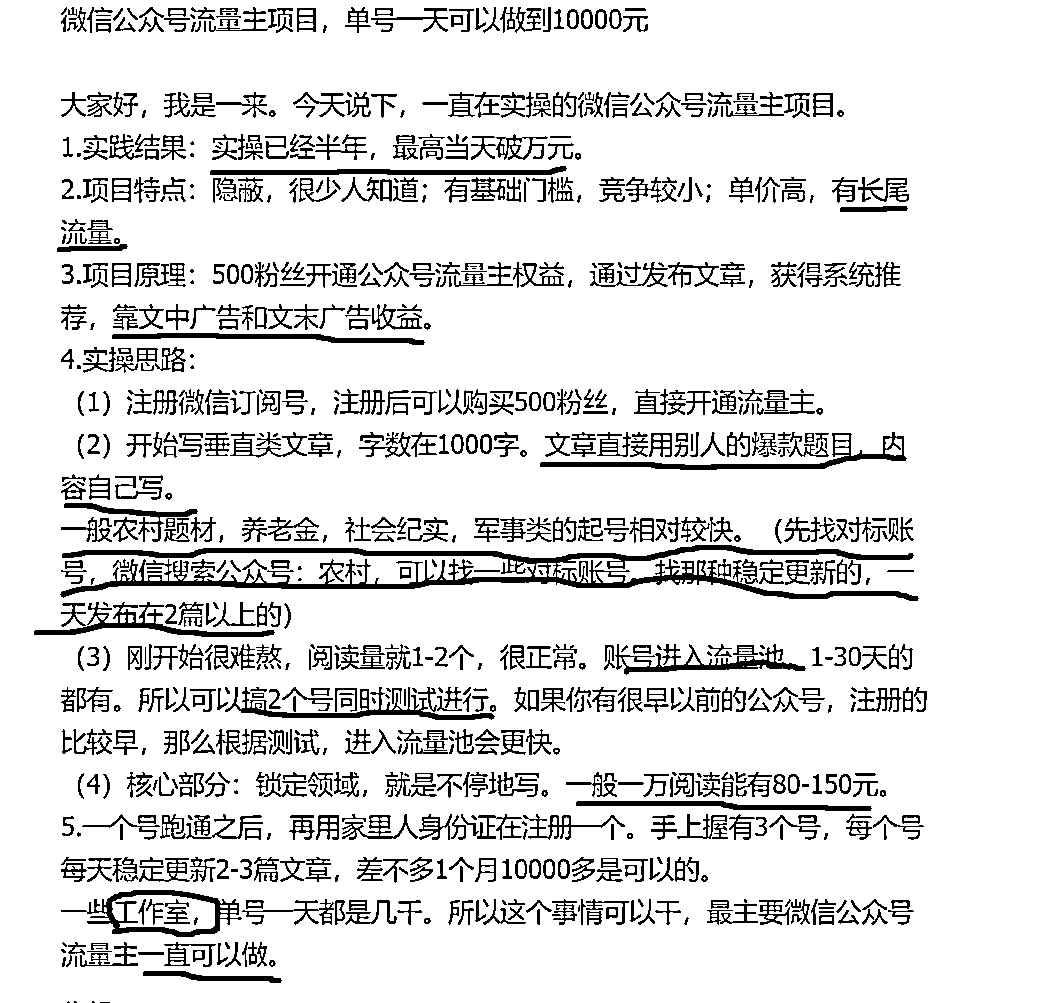 微信公众号流量主项目，单号一天可以做到10000元
大家好，我是一来。今天说下，一直在实操的微信公众号流量主项目。
1.实践结果：实操已经半年，最高当天破万元。
2.项目特点：隐蔽，很少人知道；有基础门槛，竞争较小；单价高，有长尾
流量。
3.项目原理：500粉丝开通公众号流量主权益，通过发布文章，获得系统推
荐，靠文中广告和文末广告收益。
4.实操思路：
（1）注册微信订阅号，注册后可以购买500粉丝，直接开通流量主。
（2）开始写垂直类文章，字数在1000字。文章直接用别人的爆款题目，内
容自己写。
一般农村题材，养老金，社会纪实，军事类的起号相对较快。（先找对标账
号，微信搜索公众号：农村，可以找一些对标账号，找那种稳定更新的，一
天发布在2篇以上的）
（3）刚开始很难熬，阅读量就1-2个，很正常。账号进入流量池，1-30天的
都有。所以可以搞2个号同时测试进行。如果你有很早以前的公众号，注册的
比较早，那么根据测试，进入流量池会更快。
（4）核心部分：锁定领域，就是不停地写。一般一万阅读能有80-150元。
5.一个号跑通之后，再用家里人身份证在注册一个。手上握有3个号，每个号
每天稳定更新2-3篇文章，差不多1个月10000多是可以的。
一些工作室，单号一天都是几千。所以这个事情可以干，最主要微信公众号
流量主一直可以做。